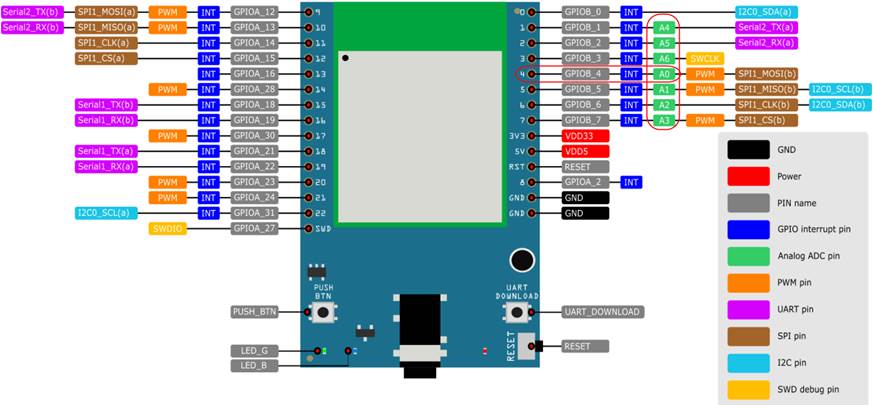 Serial2_TX(b) SPI1_MOSI(a) PWM INT GPIOA_12 9 0 GPIOB_0 INT I2C0_SDA(a)
Serial2_RX(b) SPI1_MISO(a) PWM INT GPIOA_13 10 1 GPIOB_1 INT A4 Serial2_TX(a)
SPI1_CLK(a) INT GPIOA_14 11 2 GPIOB_2 INT A5 Serial2_RX(a)
SPI1_CS(a) INT GPIOA_15 12 3 GPIOB_3 INT A6 SWCLK
INT GPIOA_16 13 4 GPIOB_4 INT A0 PWM SPI1_MOSI(b)
PWM INT GPIOA_28 14 5 GPIOB_5 INT A1 PWM SPI1_MISO(b) I2C0_SCL(b)
Serial1_TX(b) INT GPIOA_18 15 6 GPIOB_6 INT A2 SPI1_CLK(b) I2C0_SDA(b)
Serial1_RX(b) INT GPIOA_19 16 7 GPIOB_7 INT A3 PWM SPI1_CS(b)
PWM INT GPIOA_30 17 3V3 VDD33
Serial1_TX(a) INT GPIOA_21 18 5V VDD5
Serial1_RX(a) INT GPIOA_22 19 RST RESET
PWM INT GPIOA_23 20 8 GPIOA_2 INT
PWM INT GPIOA_24 21 GND GND
I2C0_SCL(a) INT GPIOA_31 22 GND GND
SWDIO GPIOA_27 SWD
PUSH
BTN
UART
DOWNLOAD
PUSH_BTN UART_DOWNLOAD
LED_G RESET RESET
LED_B
GND
Power
PIN name
GPIO interrupt pin
Analog ADC pin
PWM pin
UART pin
SPI pin
I2C pin
SWD debug pin